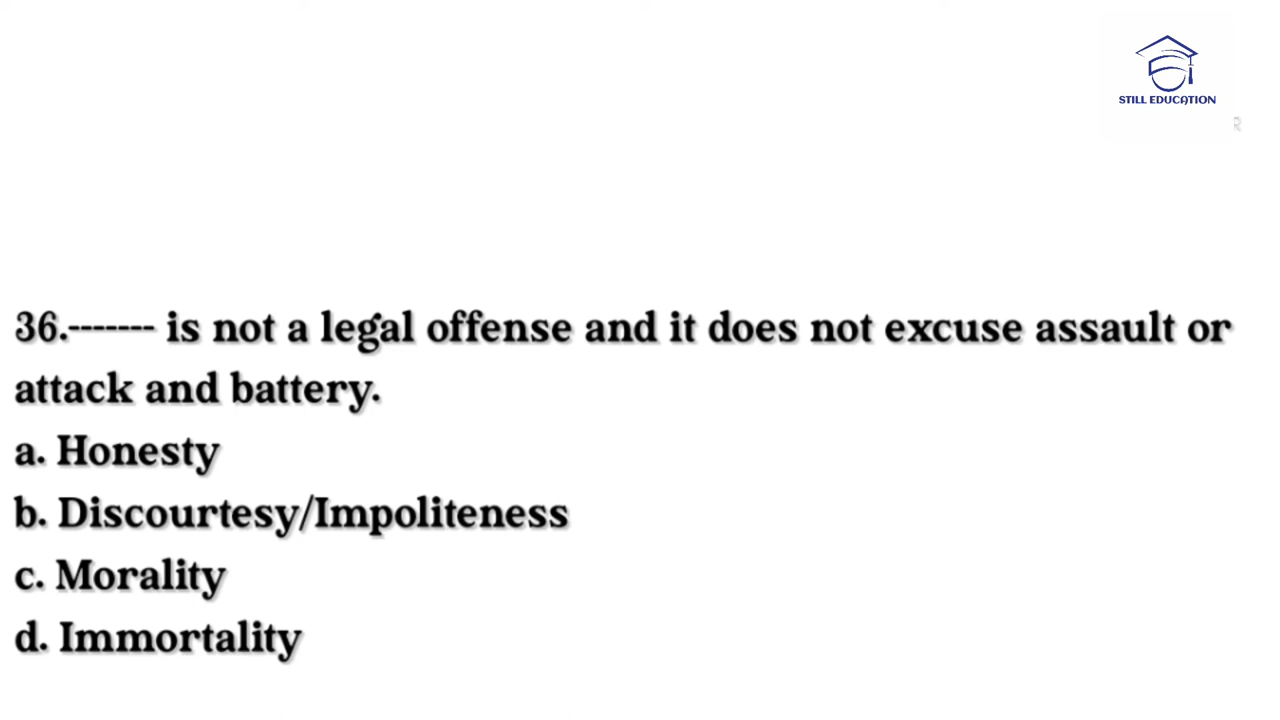 STILL EDUCATION
R
36.------- is not a legal offense and it does not excuse assault or
attack and battery.
a. Honesty
b. Discourtesy/Impoliteness
c. Morality
d. Immortality